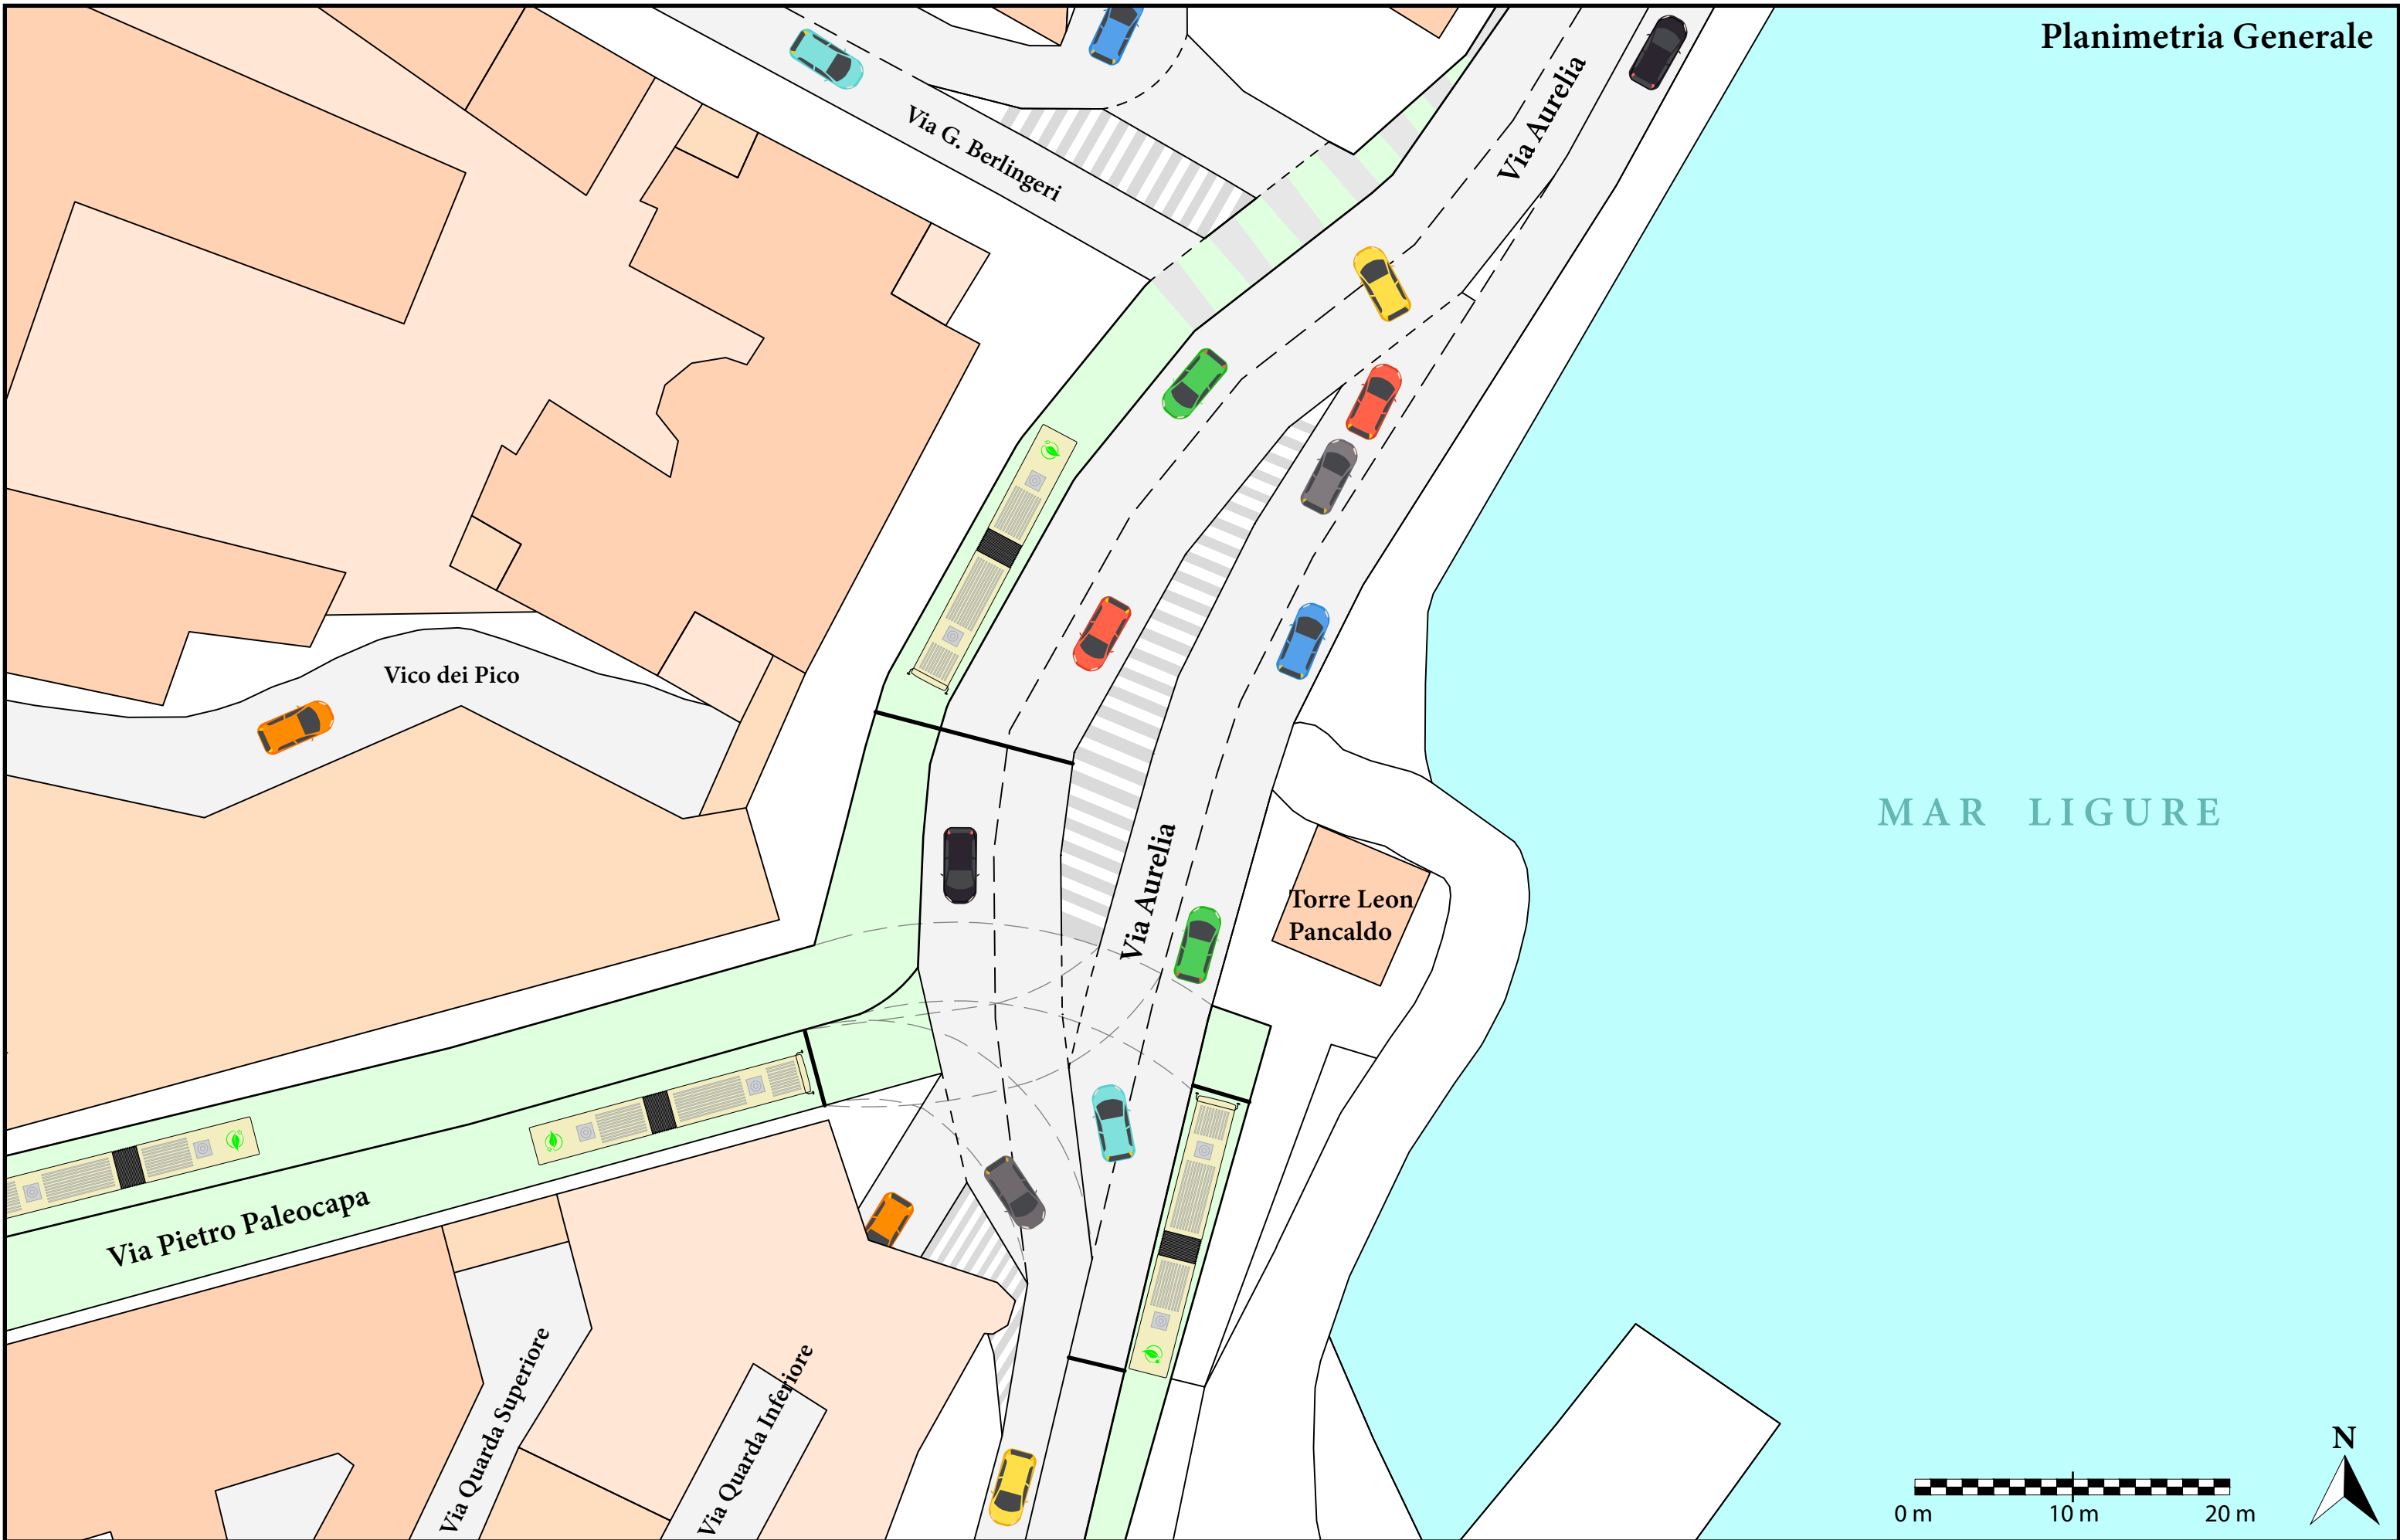 Planimetria Generale
Via Aurelia
Via G. Berlingeri
Vico dei Pico
MAR LIGURE
Via Aurelia
Torre Leon
Pancaldo
Via Pietro Paleocapa
Via Quarda Superiore
Via Quarda Inferiore
N
0 m 10 m 20 m